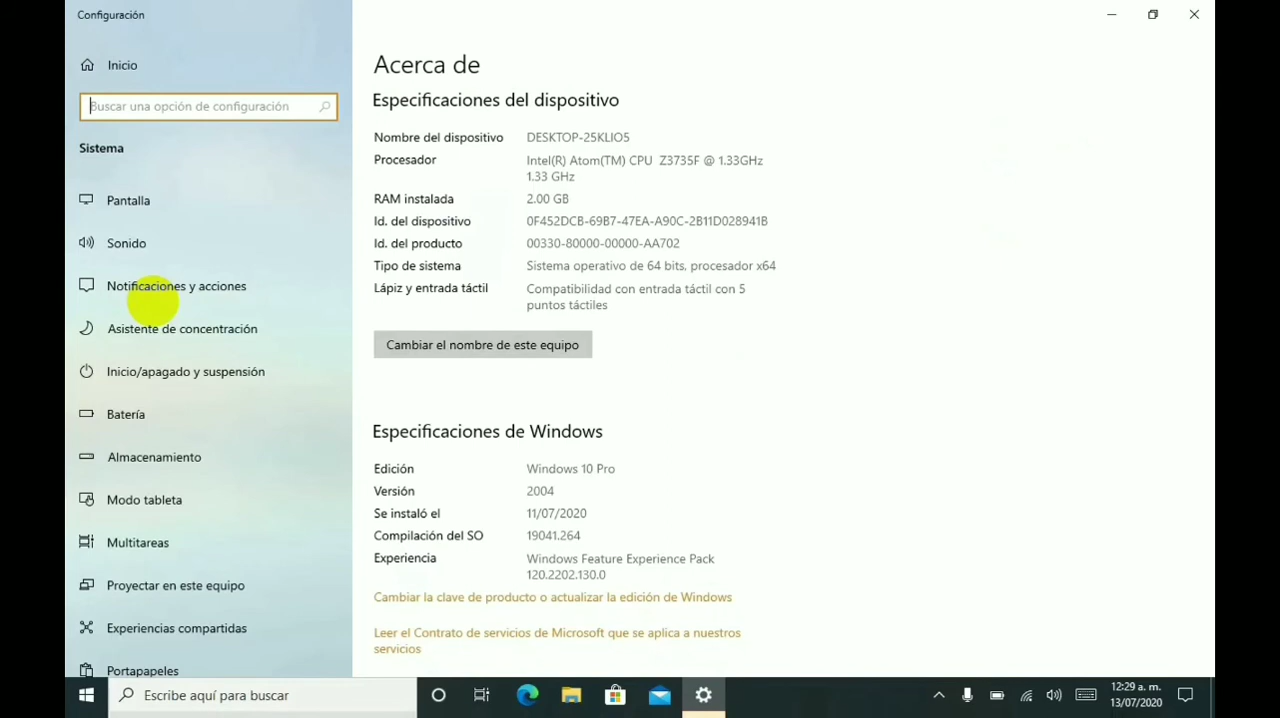 Configuración
Inicio
Buscar una opción de configuración
Sistema
Pantalla
Sonido
Notificaciones y acciones
Asistente de concentración
Inicio/apagado y suspensión
Batería
Almacenamiento
Modo tableta
Multitareas
Proyectar en este equipo
Experiencias compartidas
Portapapeles
Acerca de
Especificaciones del dispositivo
Nombre del dispositivo DESKTOP-25KLIO5
Procesador Intel(R) Atom(TM) CPU Z3735F @ 1.33GHz
1.33 GHz
RAM instalada 2.00 GB
Id. del dispositivo 0F452DCB-69B7-47EA-A90C-2B11D028941B
Id. del producto 00330-80000-00000-AA702
Tipo de sistema Sistema operativo de 64 bits, procesador x64
Lápiz y entrada táctil Compatibilidad con entrada táctil con 5
puntos táctiles
Cambiar el nombre de este equipo
Especificaciones de Windows
Edición Windows 10 Pro
Versión 2004
Se instaló el 11/07/2020
Compilación del SO 19041.264
Experiencia Windows Feature Experience Pack
120.2202.130.0
Cambiar la clave de producto o actualizar la edición de Windows
Leer el Contrato de servicios de Microsoft que se aplica a nuestros
servicios
Escribe aquí para buscar
12:29 a. m.
13/07/2020